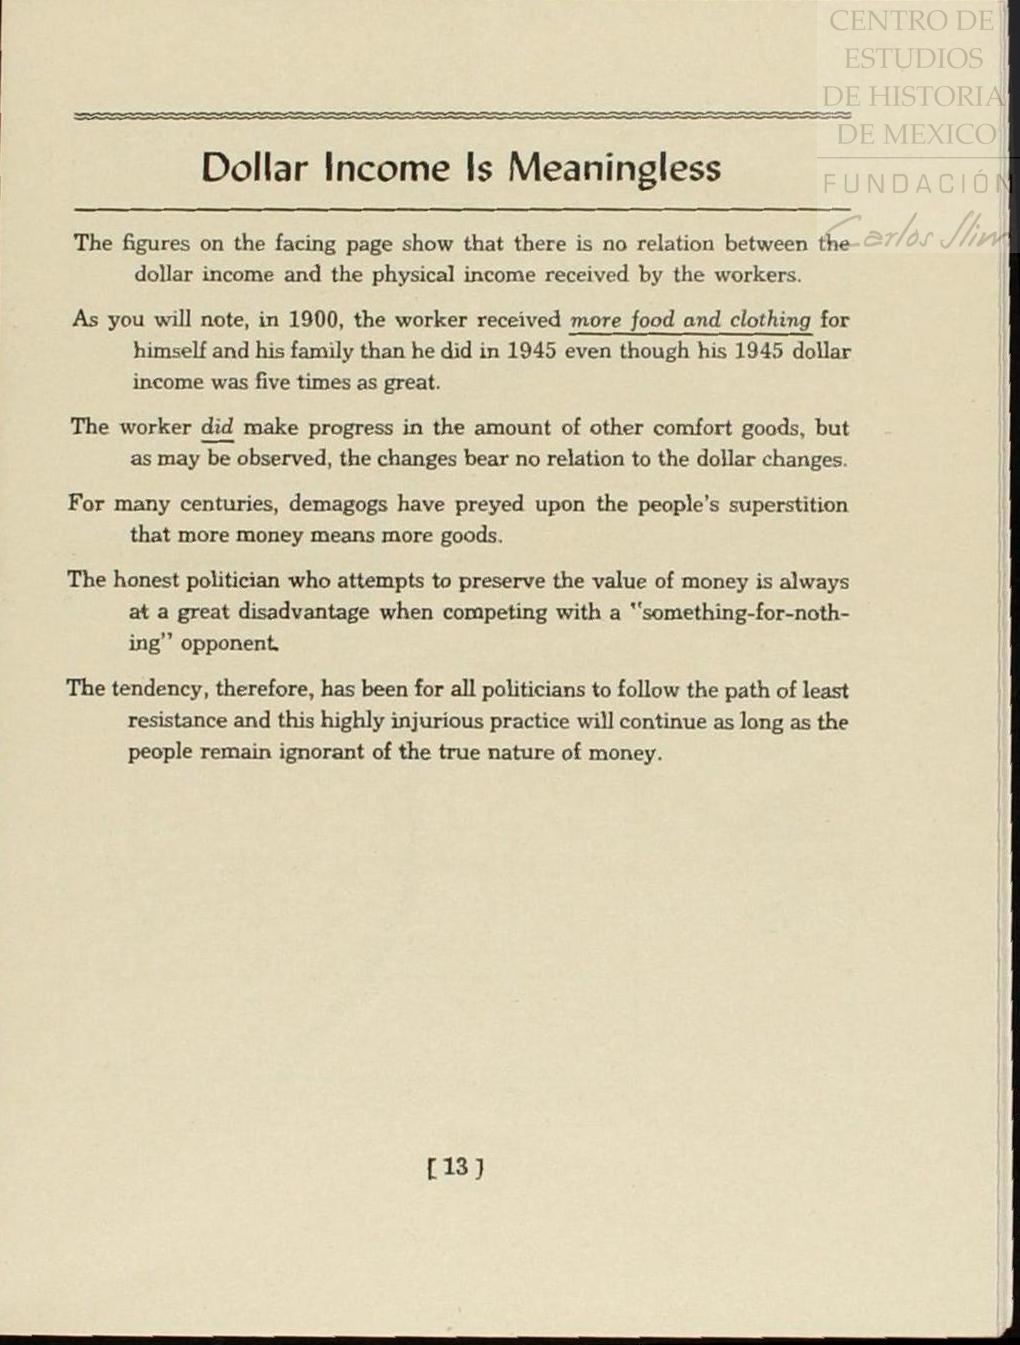 CENTRO DE
ESTUDIOS
DE HISTORIA
DE MEXICO
FUNDACIÓN
Carlos Slim
Dollar Income Is Meaningless
The figures on the facing page show that there is no relation between the
dollar income and the physical income received by the workers.
As you will note, in 1900, the worker received more food and clothing for
himself and his family than he did in 1945 even though his 1945 dollar
income was five times as great.
The worker did make progress in the amount of other comfort goods, but
as may be observed, the changes bear no relation to the dollar changes.
For many centuries, demagogs have preyed upon the people's superstition
that more money means more goods.
The honest politician who attempts to preserve the value of money is always
at a great disadvantage when competing with a "something-for-noth-
ing" opponent.
The tendency, therefore, has been for all politicians to follow the path of least
resistance and this highly injurious practice will continue as long as the
people remain ignorant of the true nature of money.
[13]